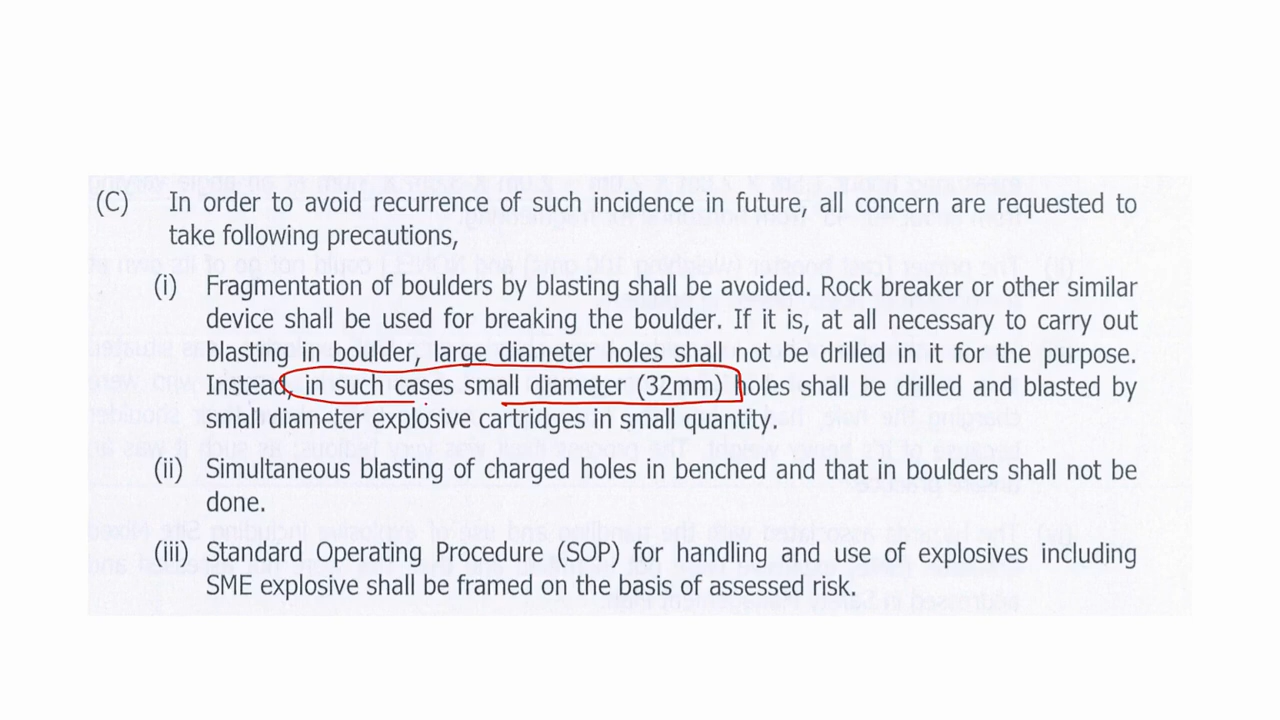 (C) In order to avoid recurrence of such incidence in future, all concern are requested to
take following precautions,
(i) Fragmentation of boulders by blasting shall be avoided. Rock breaker or other similar
device shall be used for breaking the boulder. If it is, at all necessary to carry out
blasting in boulder, large diameter holes shall not be drilled in it for the purpose.
Instead, in such cases small diameter (32mm) holes shall be drilled and blasted by
small diameter explosive cartridges in small quantity.
(ii) Simultaneous blasting of charged holes in benched and that in boulders shall not be
done.
(iii) Standard Operating Procedure (SOP) for handling and use of explosives including
SME explosive shall be framed on the basis of assessed risk.